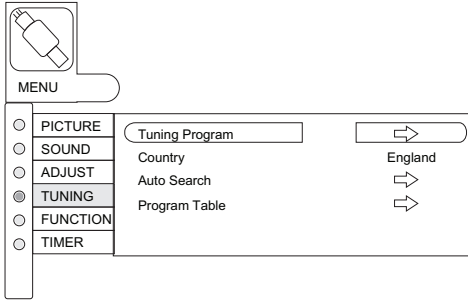 MENU
PICTURE
SOUND
ADJUST
TUNING
FUNCTION
TIMER
Tuning Program
Country England
Auto Search
Program Table